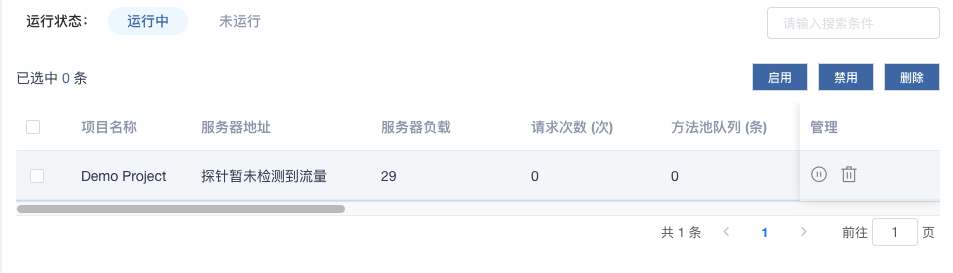 运行状态： 运行中 未运行 请输入搜索条件
已选中 0 条 启用 禁用 删除
项目名称 服务器地址 服务器负载 请求次数 (次) 方法池队列 (条) 管理
Demo Project 探针暂未检测到流量 29 0 0
共 1 条 1 前往 1 页